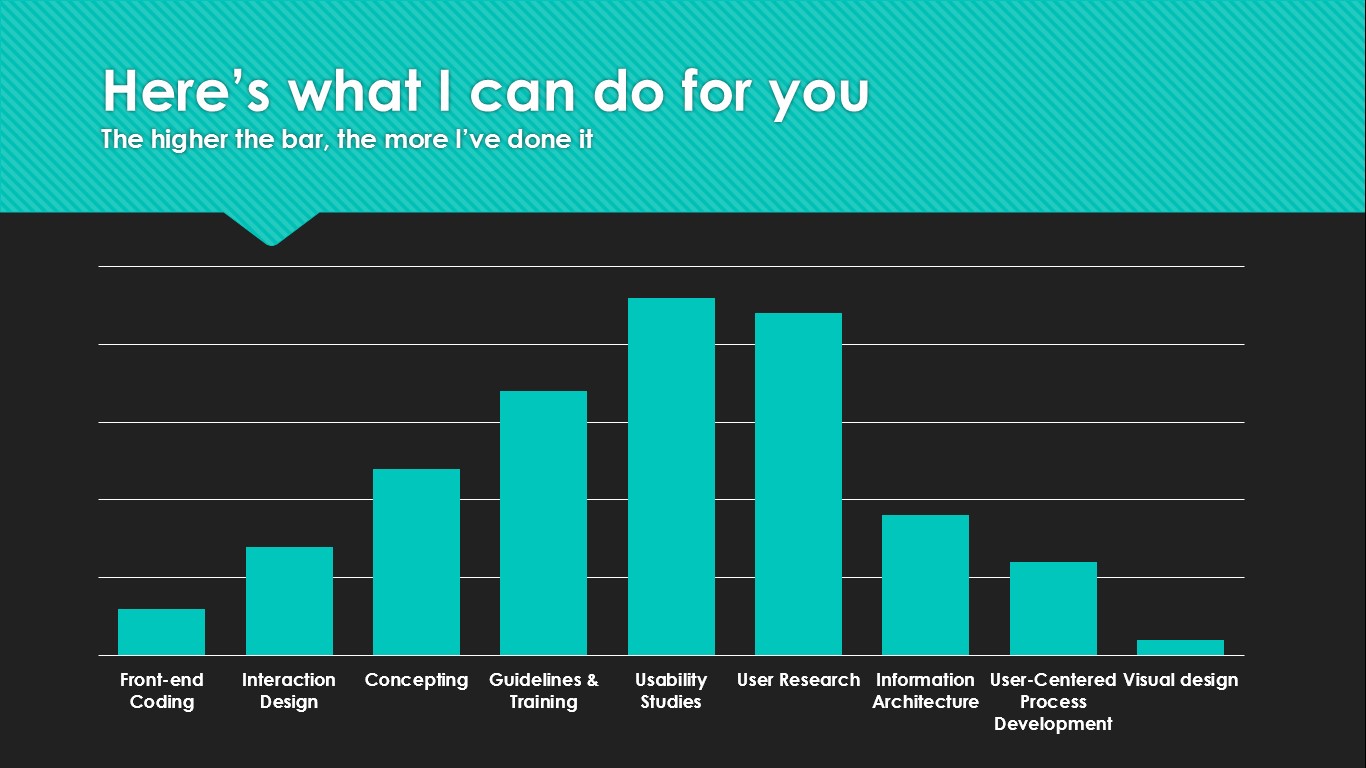 Here’s what I can do for you
The higher the bar, the more I’ve done it
Front-end
Coding
Interaction
Design
Concepting
Guidelines &
Training
Usability
Studies
User Research
Information
Architecture
User-Centered
Process
Development
Visual design